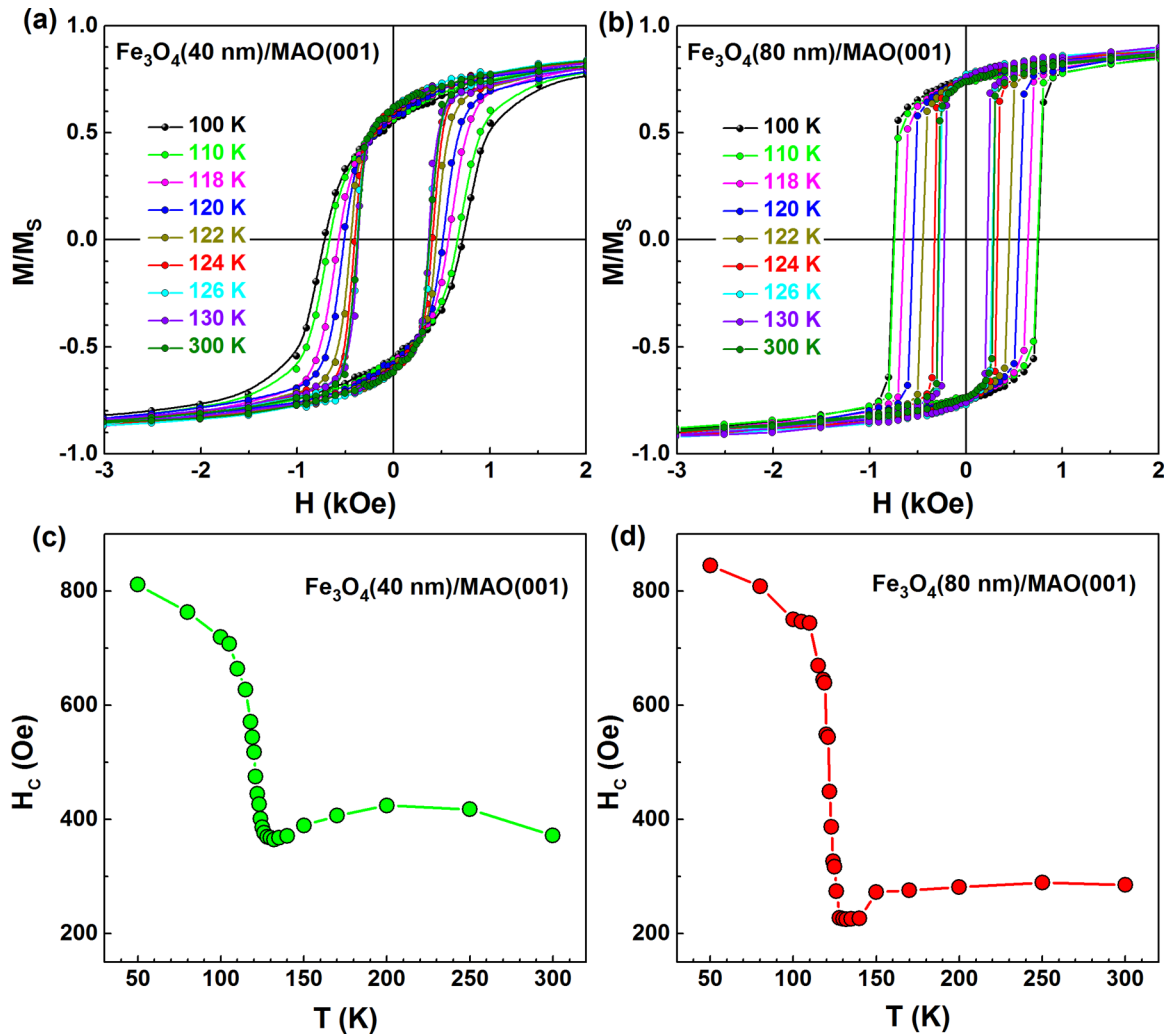 (a)
Fe₃O₄(40 nm)/MAO(001)
1.0
0.5
0.0
-0.5
-1.0
M/M_S
100 K
110 K
118 K
120 K
122 K
124 K
126 K
130 K
300 K
-3 -2 -1 0 1 2
H (kOe)
(b)
Fe₃O₄(80 nm)/MAO(001)
1.0
0.5
0.0
-0.5
-1.0
M/M_S
100 K
110 K
118 K
120 K
122 K
124 K
126 K
130 K
300 K
-3 -2 -1 0 1 2
H (kOe)
(c)
Fe₃O₄(40 nm)/MAO(001)
800
600
400
200
H_C (Oe)
50 100 150 200 250 300
T (K)
(d)
Fe₃O₄(80 nm)/MAO(001)
800
600
400
200
H_C (Oe)
50 100 150 200 250 300
T (K)